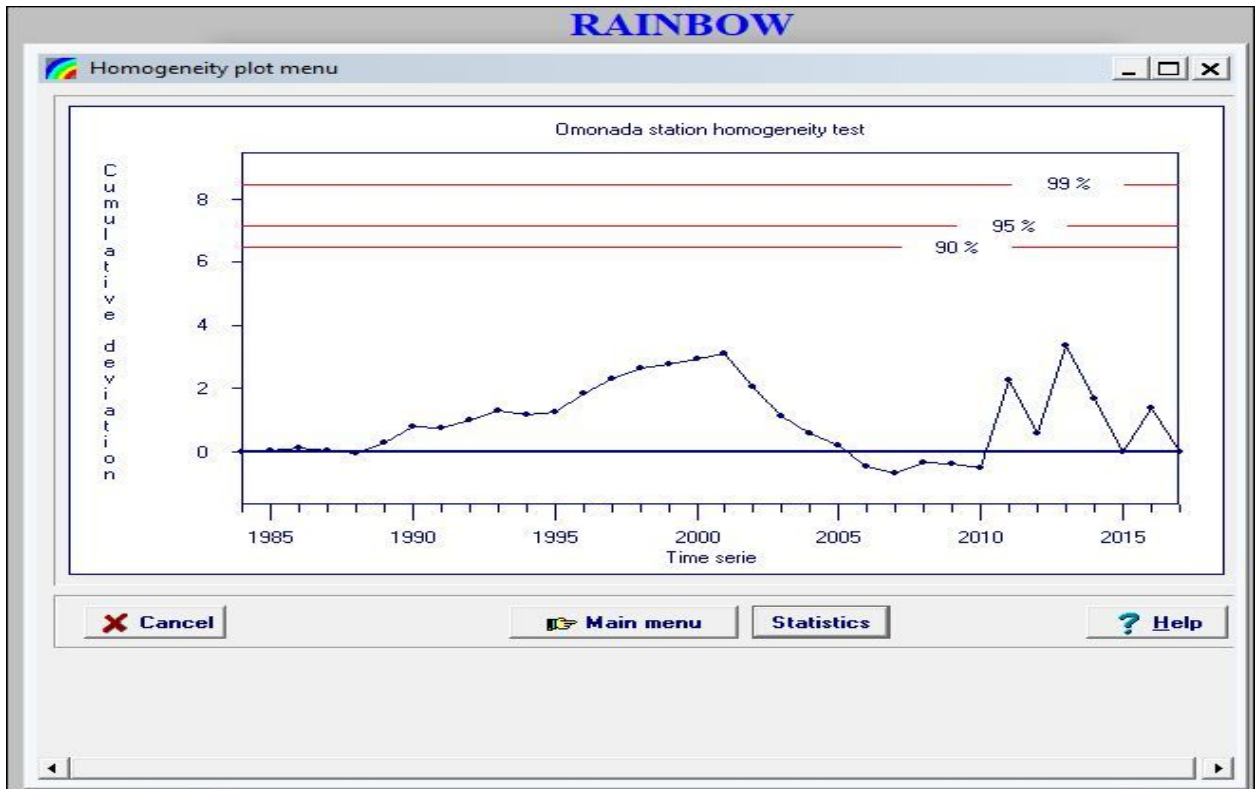 RAINBOW
Homogeneity plot menu
Omonada station homogeneity test
Cumulative deviation
8
6
4
2
0
99 %
95 %
90 %
1985 1990 1995 2000 2005 2010 2015
Time serie
Cancel Main menu Statistics ? Help